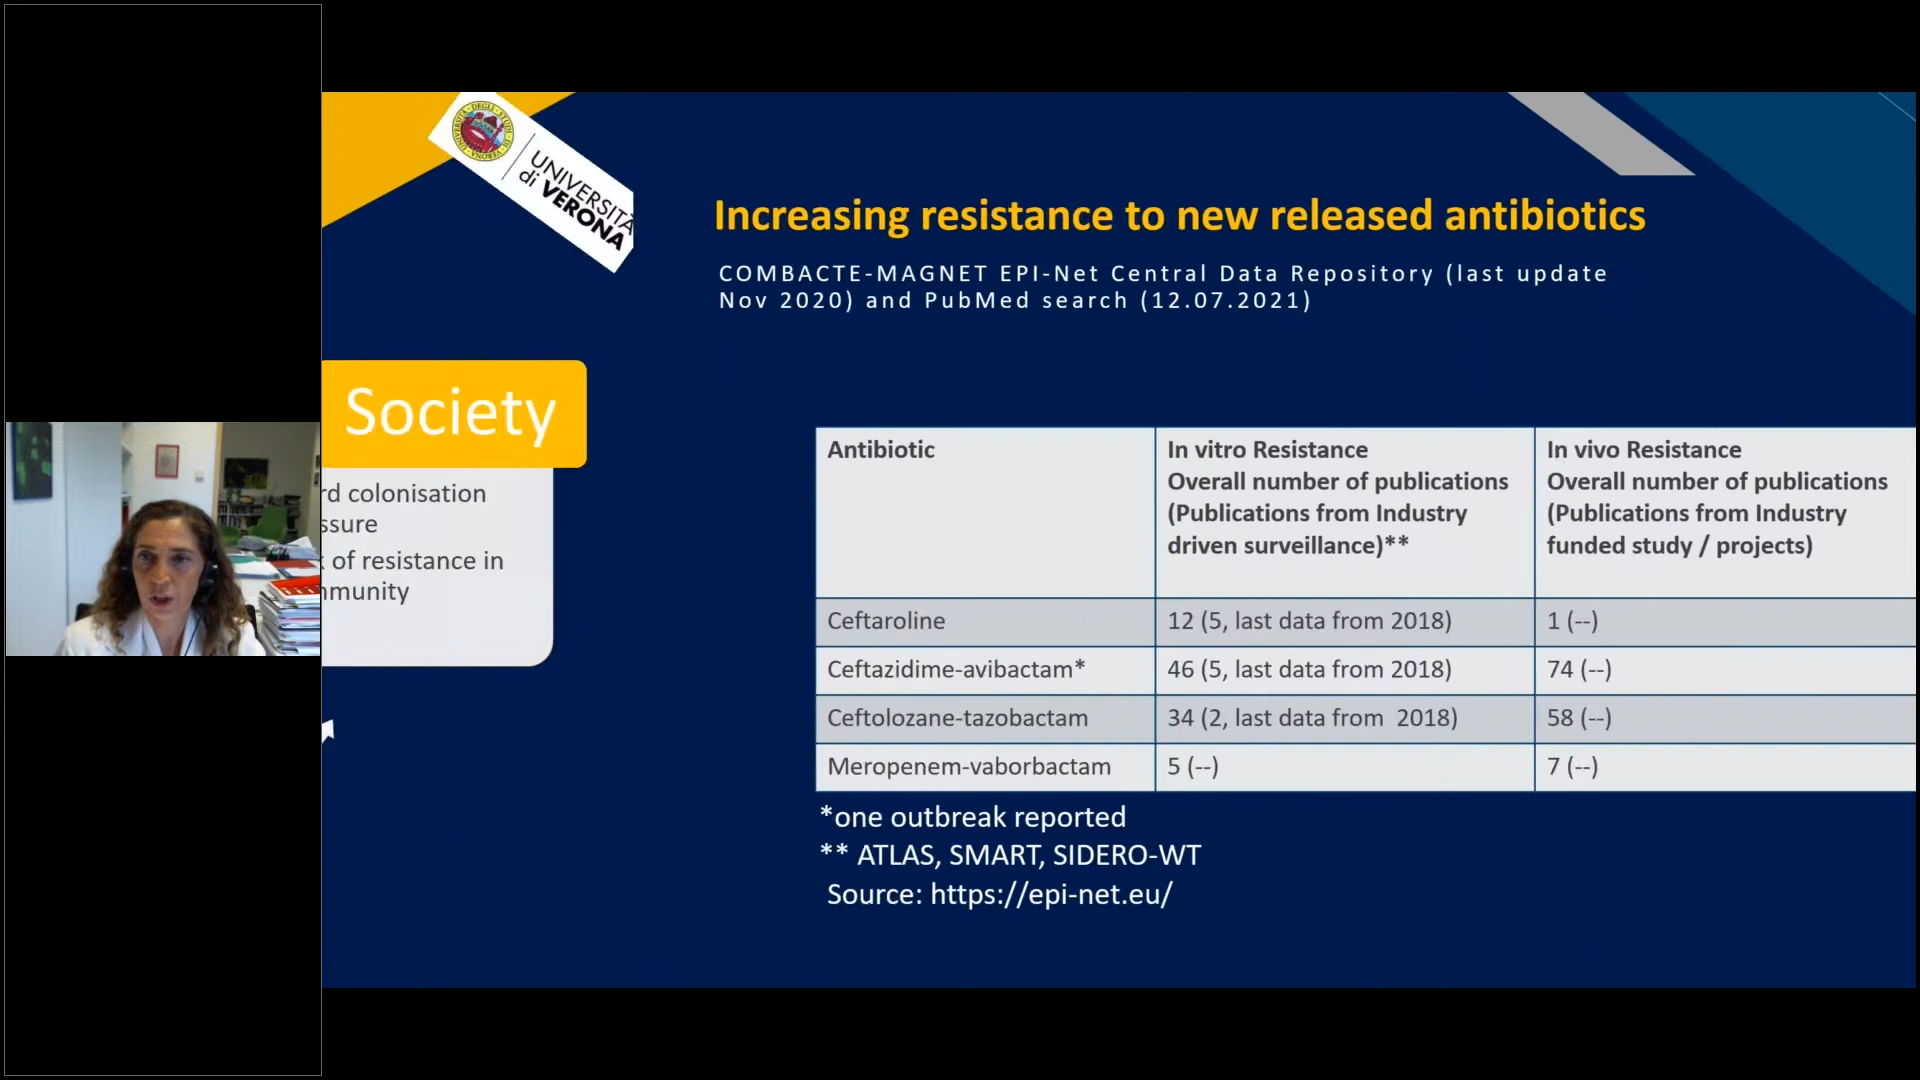 UNIVERSITÀ
di VERONA
Increasing resistance to new released antibiotics
COMBACTE-MAGNET EPI-Net Central Data Repository (last update
Nov 2020) and PubMed search (12.07.2021)
Society
rd colonisation
ssure
of resistance in
mmunity
Antibiotic
In vitro Resistance
Overall number of publications
(Publications from Industry
driven surveillance)**
In vivo Resistance
Overall number of publications
(Publications from Industry
funded study / projects)
Ceftaroline
12 (5, last data from 2018)
1 (--)
Ceftazidime-avibactam*
46 (5, last data from 2018)
74 (--)
Ceftolozane-tazobactam
34 (2, last data from 2018)
58 (--)
Meropenem-vaborbactam
5 (--)
7 (--)
*one outbreak reported
** ATLAS, SMART, SIDERO-WT
Source: https://epi-net.eu/